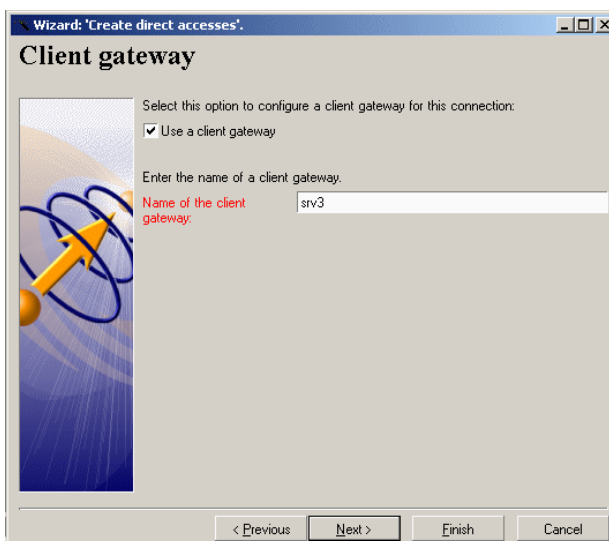 Wizard: 'Create direct accesses'.
Client gateway
Select this option to configure a client gateway for this connection:
Use a client gateway
Enter the name of a client gateway.
Name of the client srv3
gateway:
< Previous Next > Finish Cancel